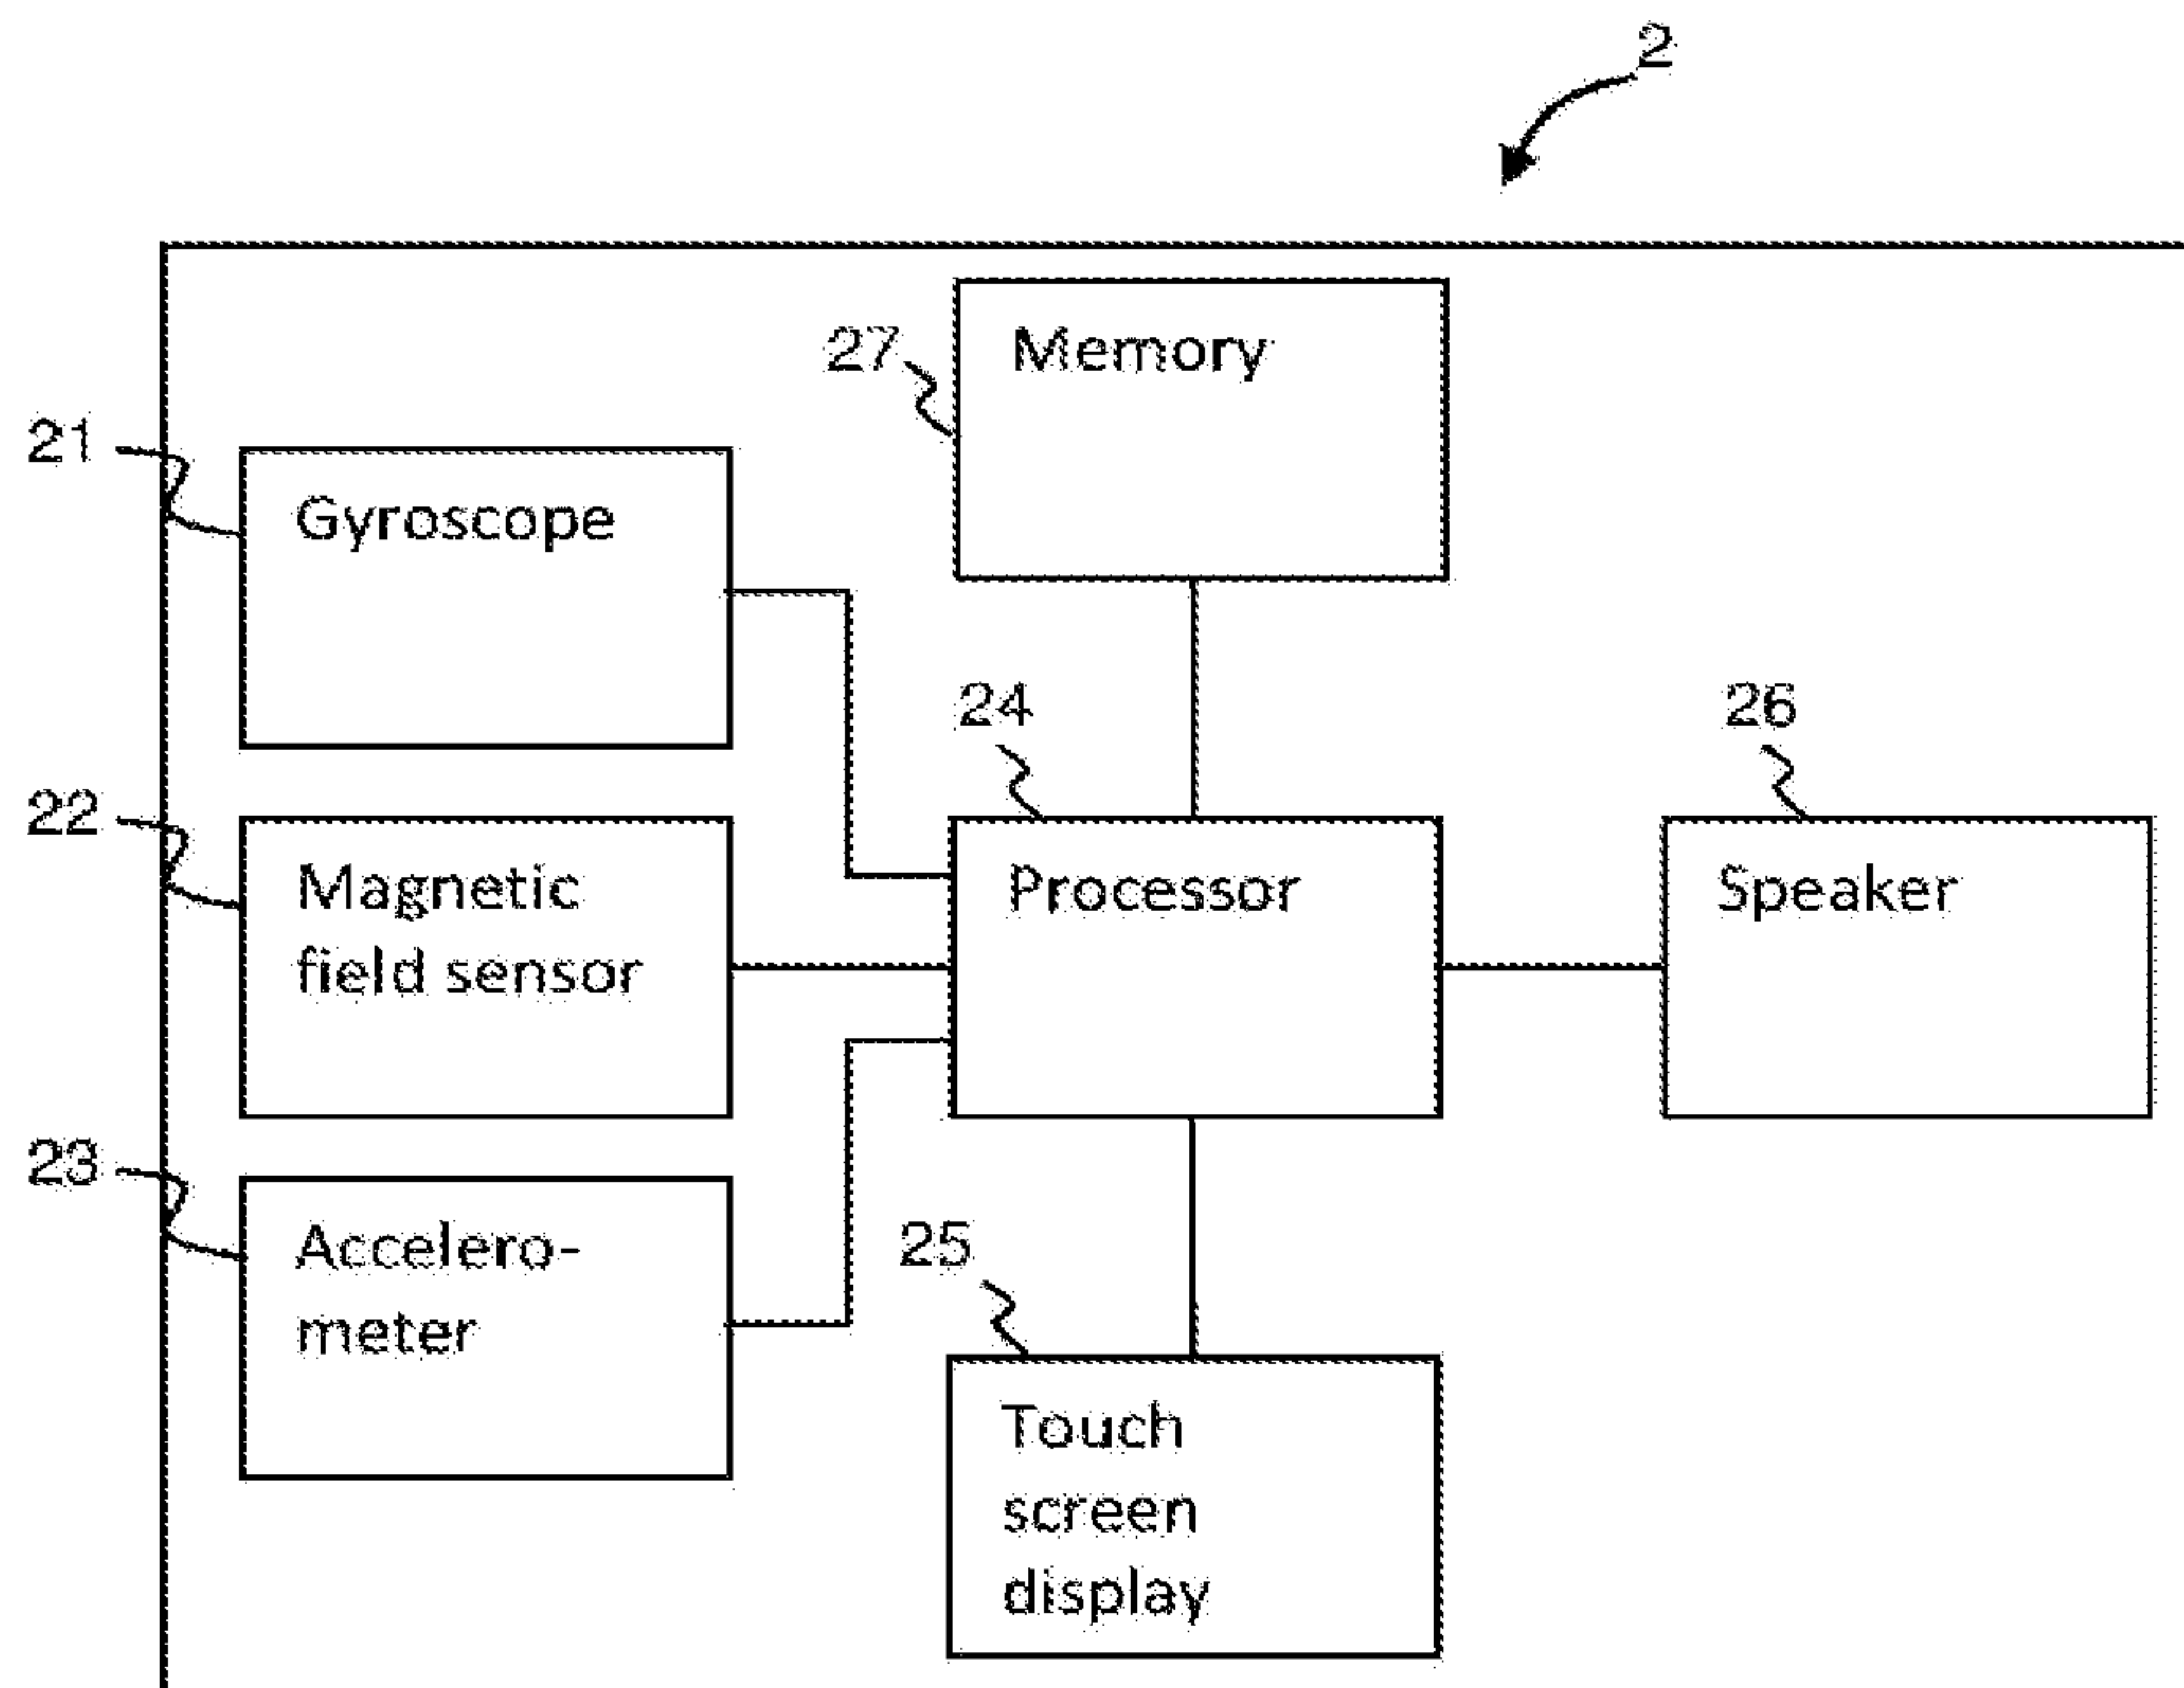 2
27
Memory
21
Gyroscope
24
26
22
Magnetic
field sensor
Processor
Speaker
23
Accelero-
meter
25
Touch
screen
display